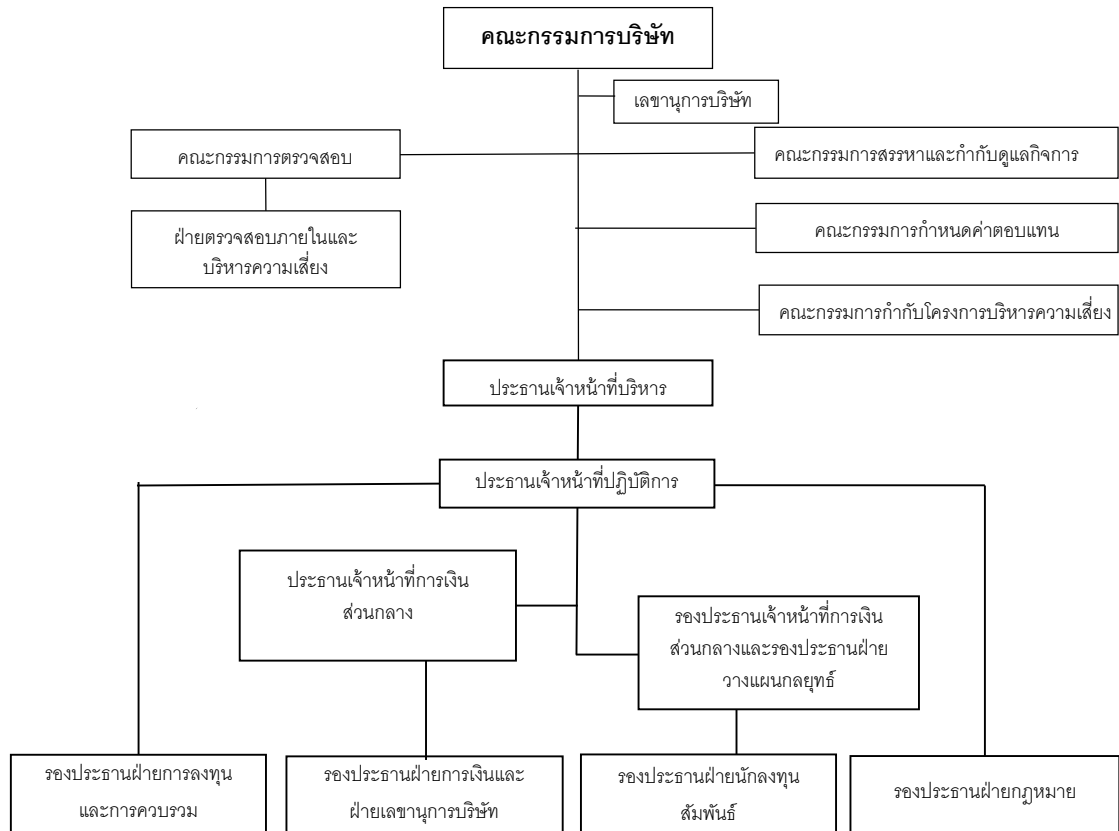 คณะกรรมการบริษัท
เลขานุการบริษัท
คณะกรรมการตรวจสอบ
คณะกรรมการสรรหาและกำกับดูแลกิจการ
ฝ่ายตรวจสอบภายในและ
บริหารความเสี่ยง
คณะกรรมการกำหนดค่าตอบแทน
คณะกรรมการกำกับโครงการบริหารความเสี่ยง
ประธานเจ้าหน้าที่บริหาร
ประธานเจ้าหน้าที่ปฏิบัติการ
ประธานเจ้าหน้าที่การเงิน
ส่วนกลาง
รองประธานเจ้าหน้าที่การเงิน
ส่วนกลางและรองประธานฝ่าย
วางแผนกลยุทธ์
รองประธานฝ่ายการลงทุน
และการควบรวม
รองประธานฝ่ายการเงินและ
ฝ่ายเลขานุการบริษัท
รองประธานฝ่ายนักลงทุน
สัมพันธ์
รองประธานฝ่ายกฎหมาย